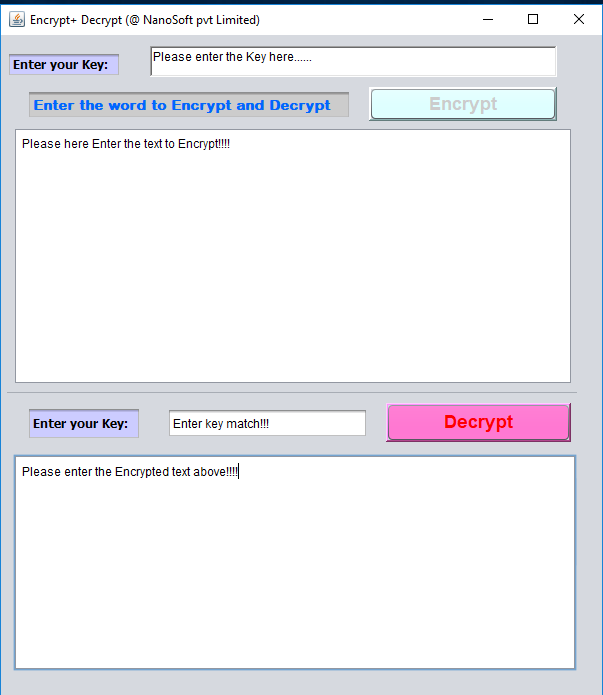 Encrypt+ Decrypt (@ NanoSoft pvt Limited)
Enter your Key:
Please enter the Key here......
Enter the word to Encrypt and Decrypt
Encrypt
Please here Enter the text to Encrypt!!!!
Enter your Key:
Enter key match!!!
Decrypt
Please enter the Encrypted text above!!!!